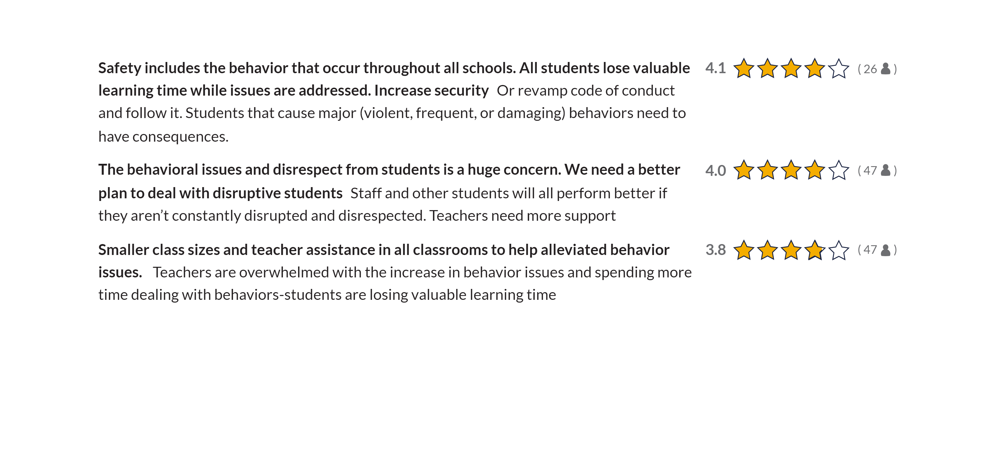 Safety includes the behavior that occur throughout all schools. All students lose valuable 4.1 ( 26 )
learning time while issues are addressed. Increase security Or revamp code of conduct
and follow it. Students that cause major (violent, frequent, or damaging) behaviors need to
have consequences.
The behavioral issues and disrespect from students is a huge concern. We need a better 4.0 ( 47 )
plan to deal with disruptive students Staff and other students will all perform better if
they aren’t constantly disrupted and disrespected. Teachers need more support
Smaller class sizes and teacher assistance in all classrooms to help alleviated behavior 3.8 ( 47 )
issues. Teachers are overwhelmed with the increase in behavior issues and spending more
time dealing with behaviors-students are losing valuable learning time